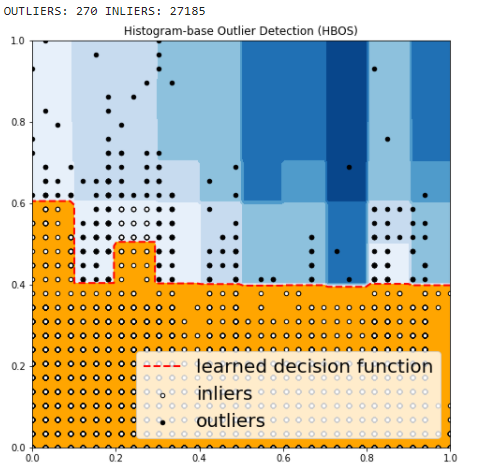 OUTLIERS: 270 INLIERS: 27185
Histogram-base Outlier Detection (HBOS)
1.0
0.8
0.6
0.4
0.2
0.0
learned decision function
inliers
outliers
0.0 0.2 0.4 0.6 0.8 1.0